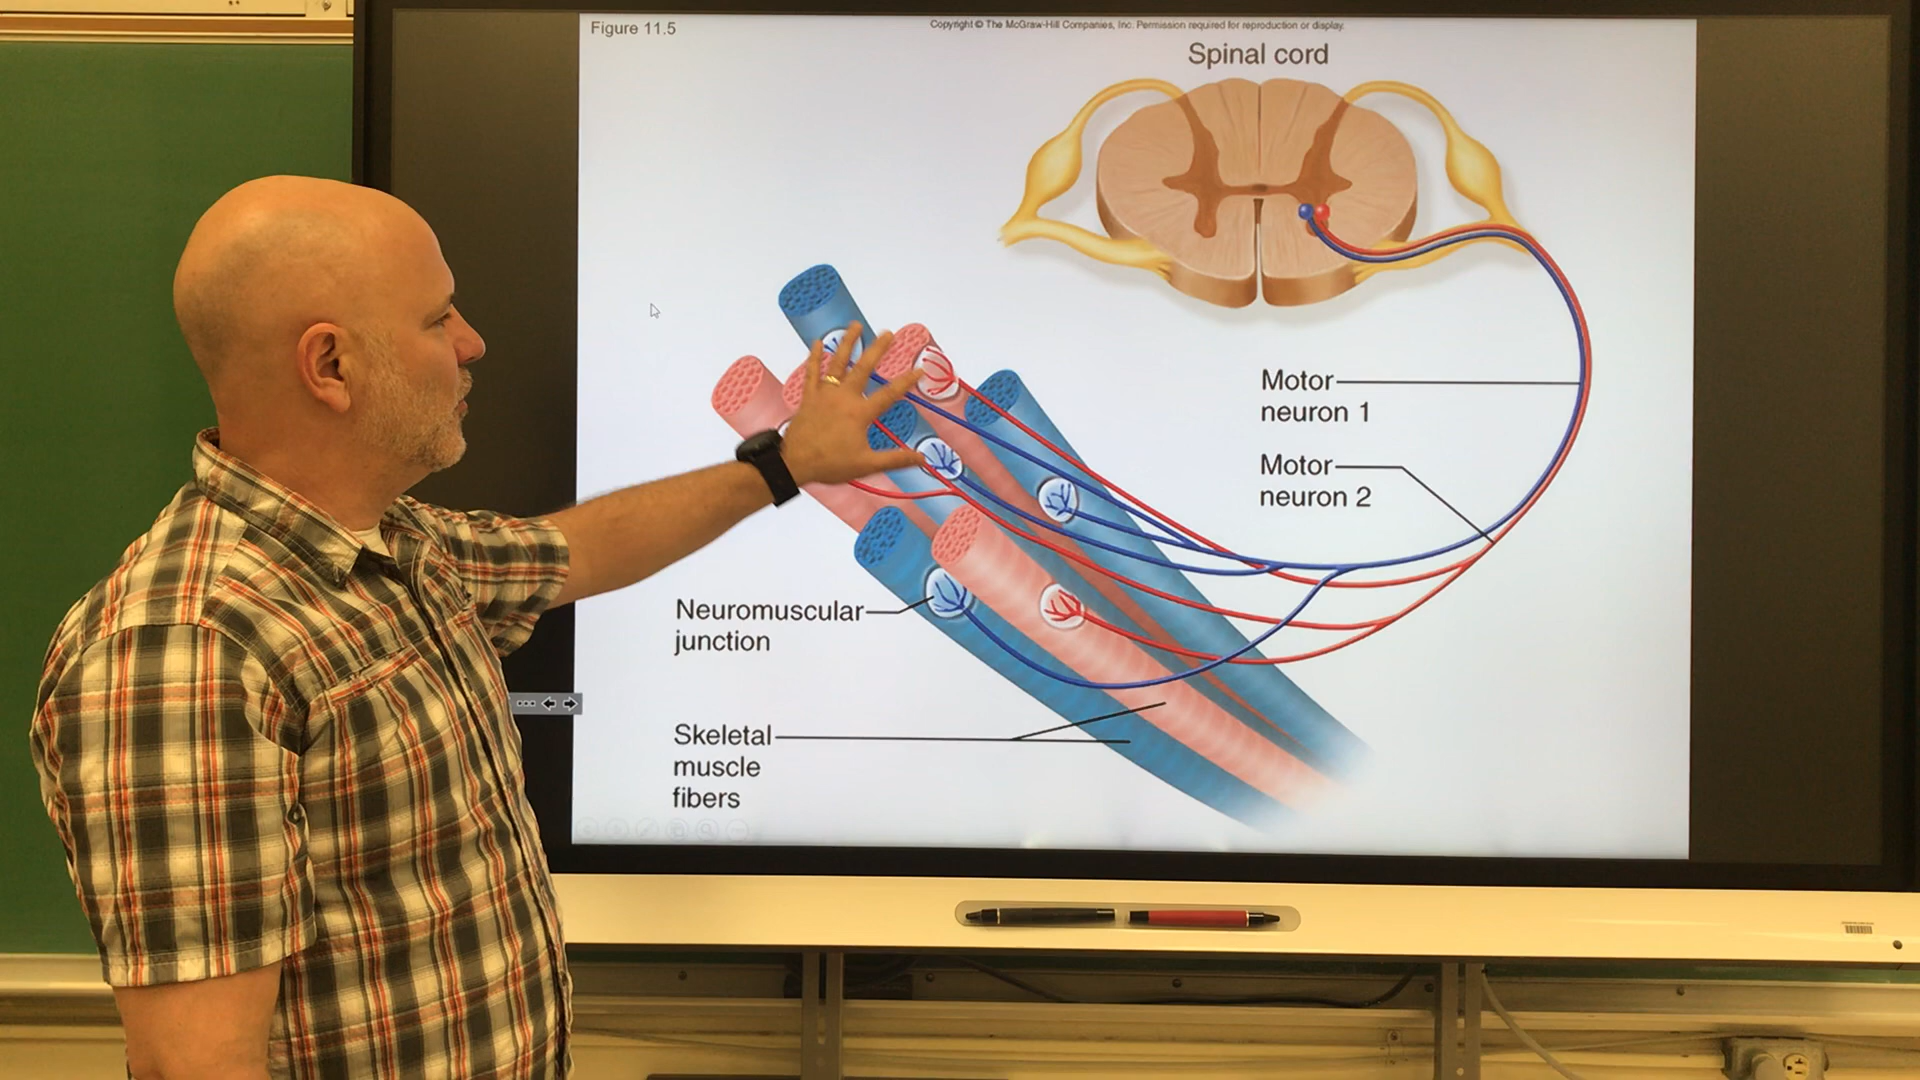 Figure 11.5
Copyright © The McGraw-Hill Companies, Inc. Permission required for reproduction or display.
Spinal cord
Motor
neuron 1
Motor
neuron 2
Neuromuscular
junction
Skeletal
muscle
fibers